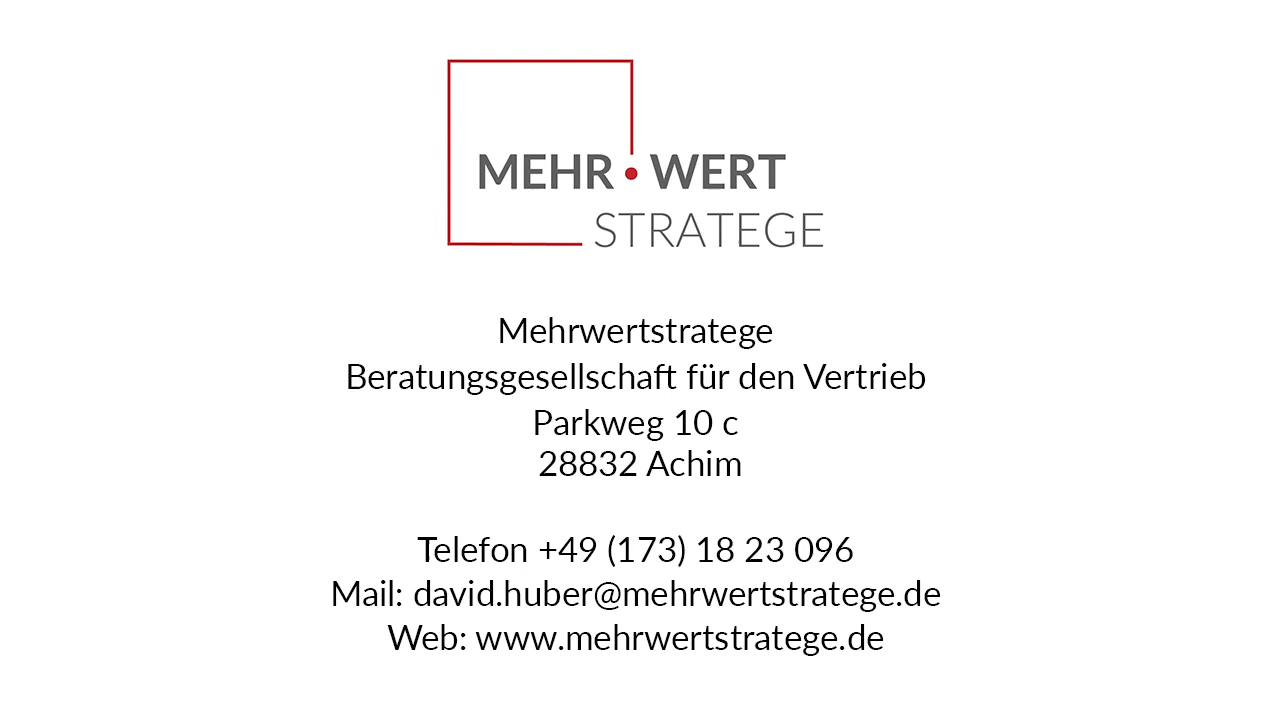 MEHR•WERT
STRATEGE
Mehrwertstratege
Beratungsgesellschaft für den Vertrieb
Parkweg 10 c
28832 Achim
Telefon +49 (173) 18 23 096
Mail: david.huber@mehrwertstratege.de
Web: www.mehrwertstratege.de